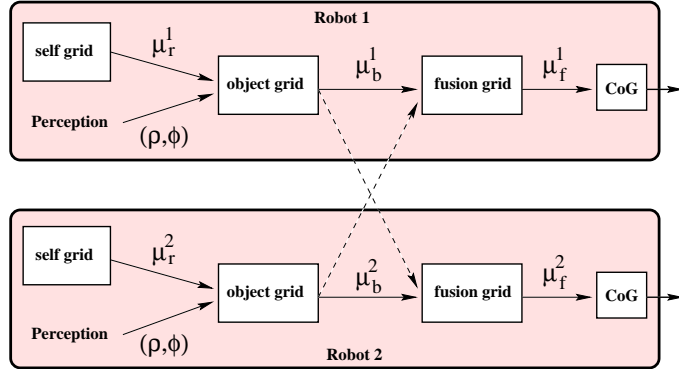 Robot 1
self grid
μ_r^1
object grid
μ_b^1
fusion grid
μ_f^1
CoG
Perception
(ρ,ϕ)
self grid
μ_r^2
object grid
μ_b^2
fusion grid
μ_f^2
CoG
Perception
(ρ,ϕ)
Robot 2